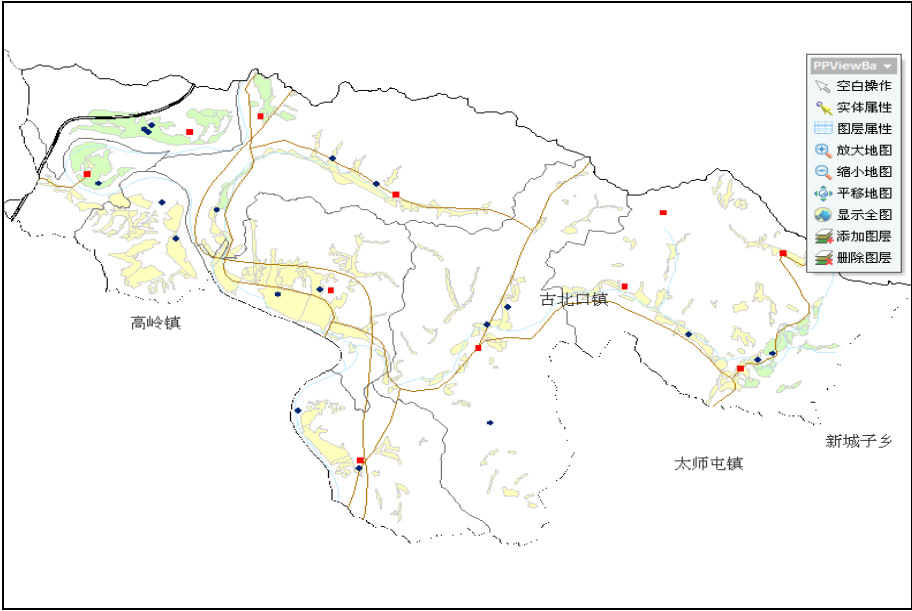 PPViewBa
空白操作
实体属性
图层属性
放大地图
缩小地图
平移地图
显示全图
添加图层
删除图层
古北口镇
高岭镇
新城子乡
太师屯镇